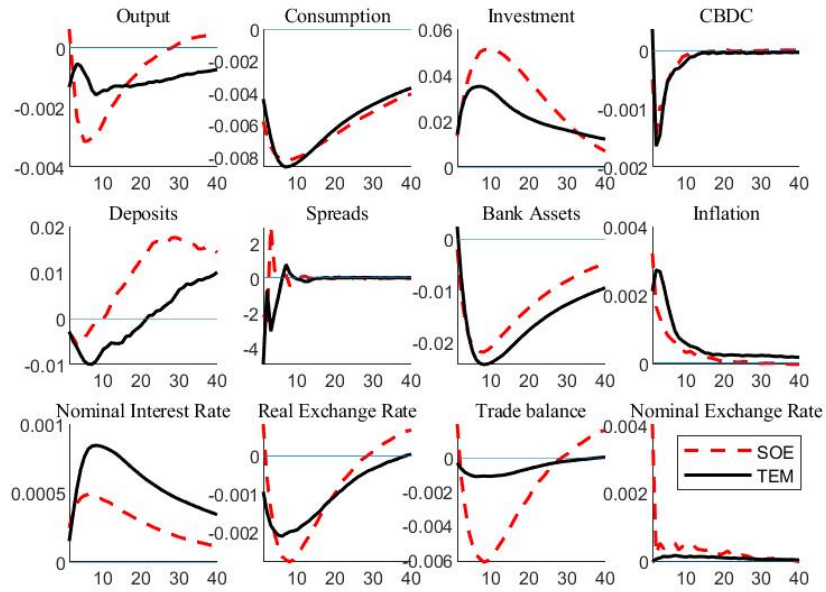 Output Consumption Investment CBDC
0 -0.002 -0.004 10 20 30 40
0 -0.002 -0.004 -0.006 -0.008 10 20 30 40
0.06 0.04 0.02 0 10 20 30 40
0 -0.001 -0.002 10 20 30 40
Deposits Spreads Bank Assets Inflation
0.02 0.01 0 -0.01 10 20 30 40
2 0 -2 -4 10 20 30 40
0 -0.01 -0.02 10 20 30 40
0.004 0.002 0 10 20 30 40
Nominal Interest Rate Real Exchange Rate Trade balance Nominal Exchange Rate
0.001 0.0005 0 10 20 30 40
0 -0.001 -0.002 10 20 30 40
0 -0.002 -0.004 -0.006 10 20 30 40
0.004 0.002 0 10 20 30 40
SOE
TEM